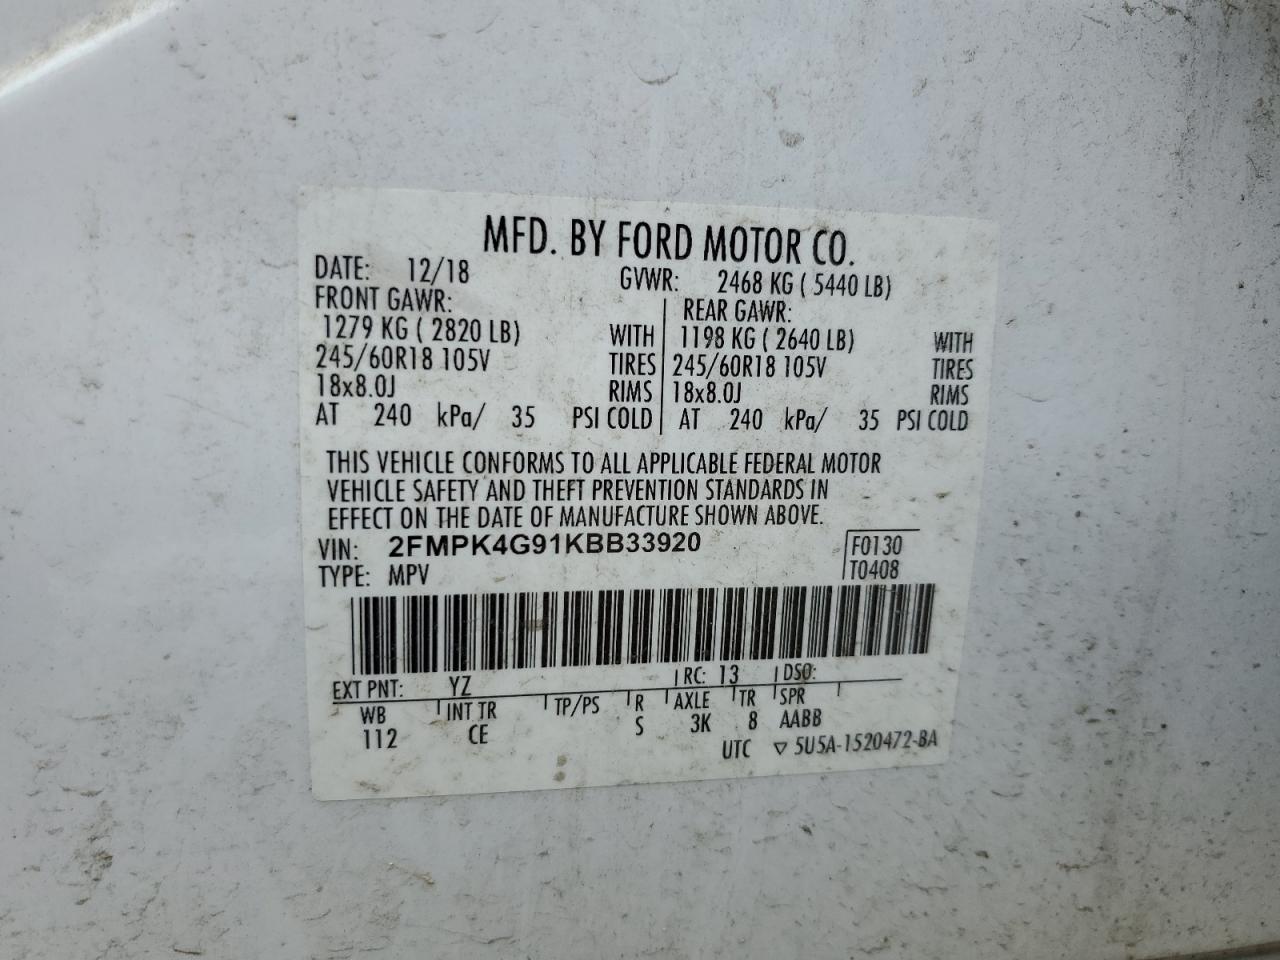 MFD. BY FORD MOTOR CO.
DATE: 12/18 GVWR: 2468 KG ( 5440 LB)
FRONT GAWR: REAR GAWR:
1279 KG ( 2820 LB) WITH 1198 KG ( 2640 LB) WITH
245/60R18 105V TIRES 245/60R18 105V TIRES
18x8.0J RIMS 18x8.0J RIMS
AT 240 kPa/ 35 PSI COLD AT 240 kPa/ 35 PSI COLD
THIS VEHICLE CONFORMS TO ALL APPLICABLE FEDERAL MOTOR
VEHICLE SAFETY AND THEFT PREVENTION STANDARDS IN
EFFECT ON THE DATE OF MANUFACTURE SHOWN ABOVE.
VIN: 2FMPK4G91KBB33920 F0130
TYPE: MPV T0408
EXT PNT: YZ RC: 13 DSO:
WB INT TR TP/PS R AXLE TR SPR
112 CE S 3K 8 AABB
UTC ▽ 5U5A-1520472-BA